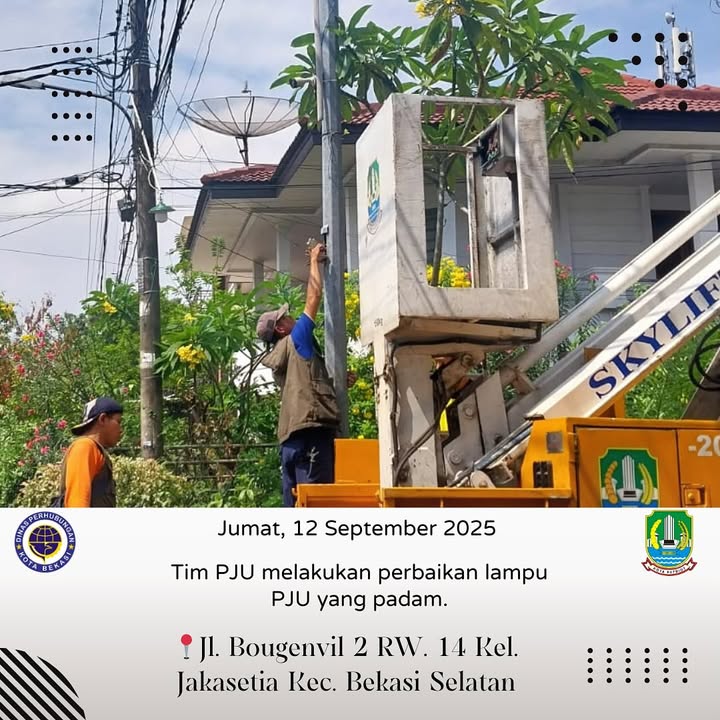 SKYLIF
-20
DINAS PERHUBUNGAN
KOTA BEKASI
Jumat, 12 September 2025
Tim PJU melakukan perbaikan lampu
PJU yang padam.
Jl. Bougenvil 2 RW. 14 Kel.
Jakasetia Kec. Bekasi Selatan